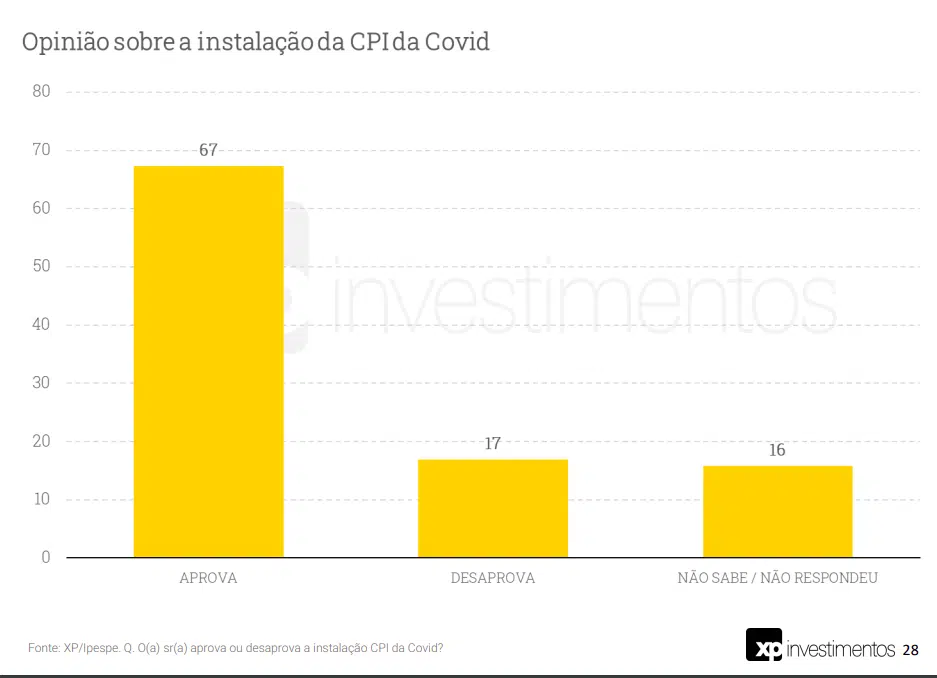 Opinião sobre a instalação da CPI da Covid
80
70
60
50
40
30
20
10
0
67
17
16
investimentos
APROVA
DESAPROVA
NÃO SABE / NÃO RESPONDEU
Fonte: XP/Ipespe. Q. O(a) sr(a) aprova ou desaprova a instalação CPI da Covid?
xp investimentos 28